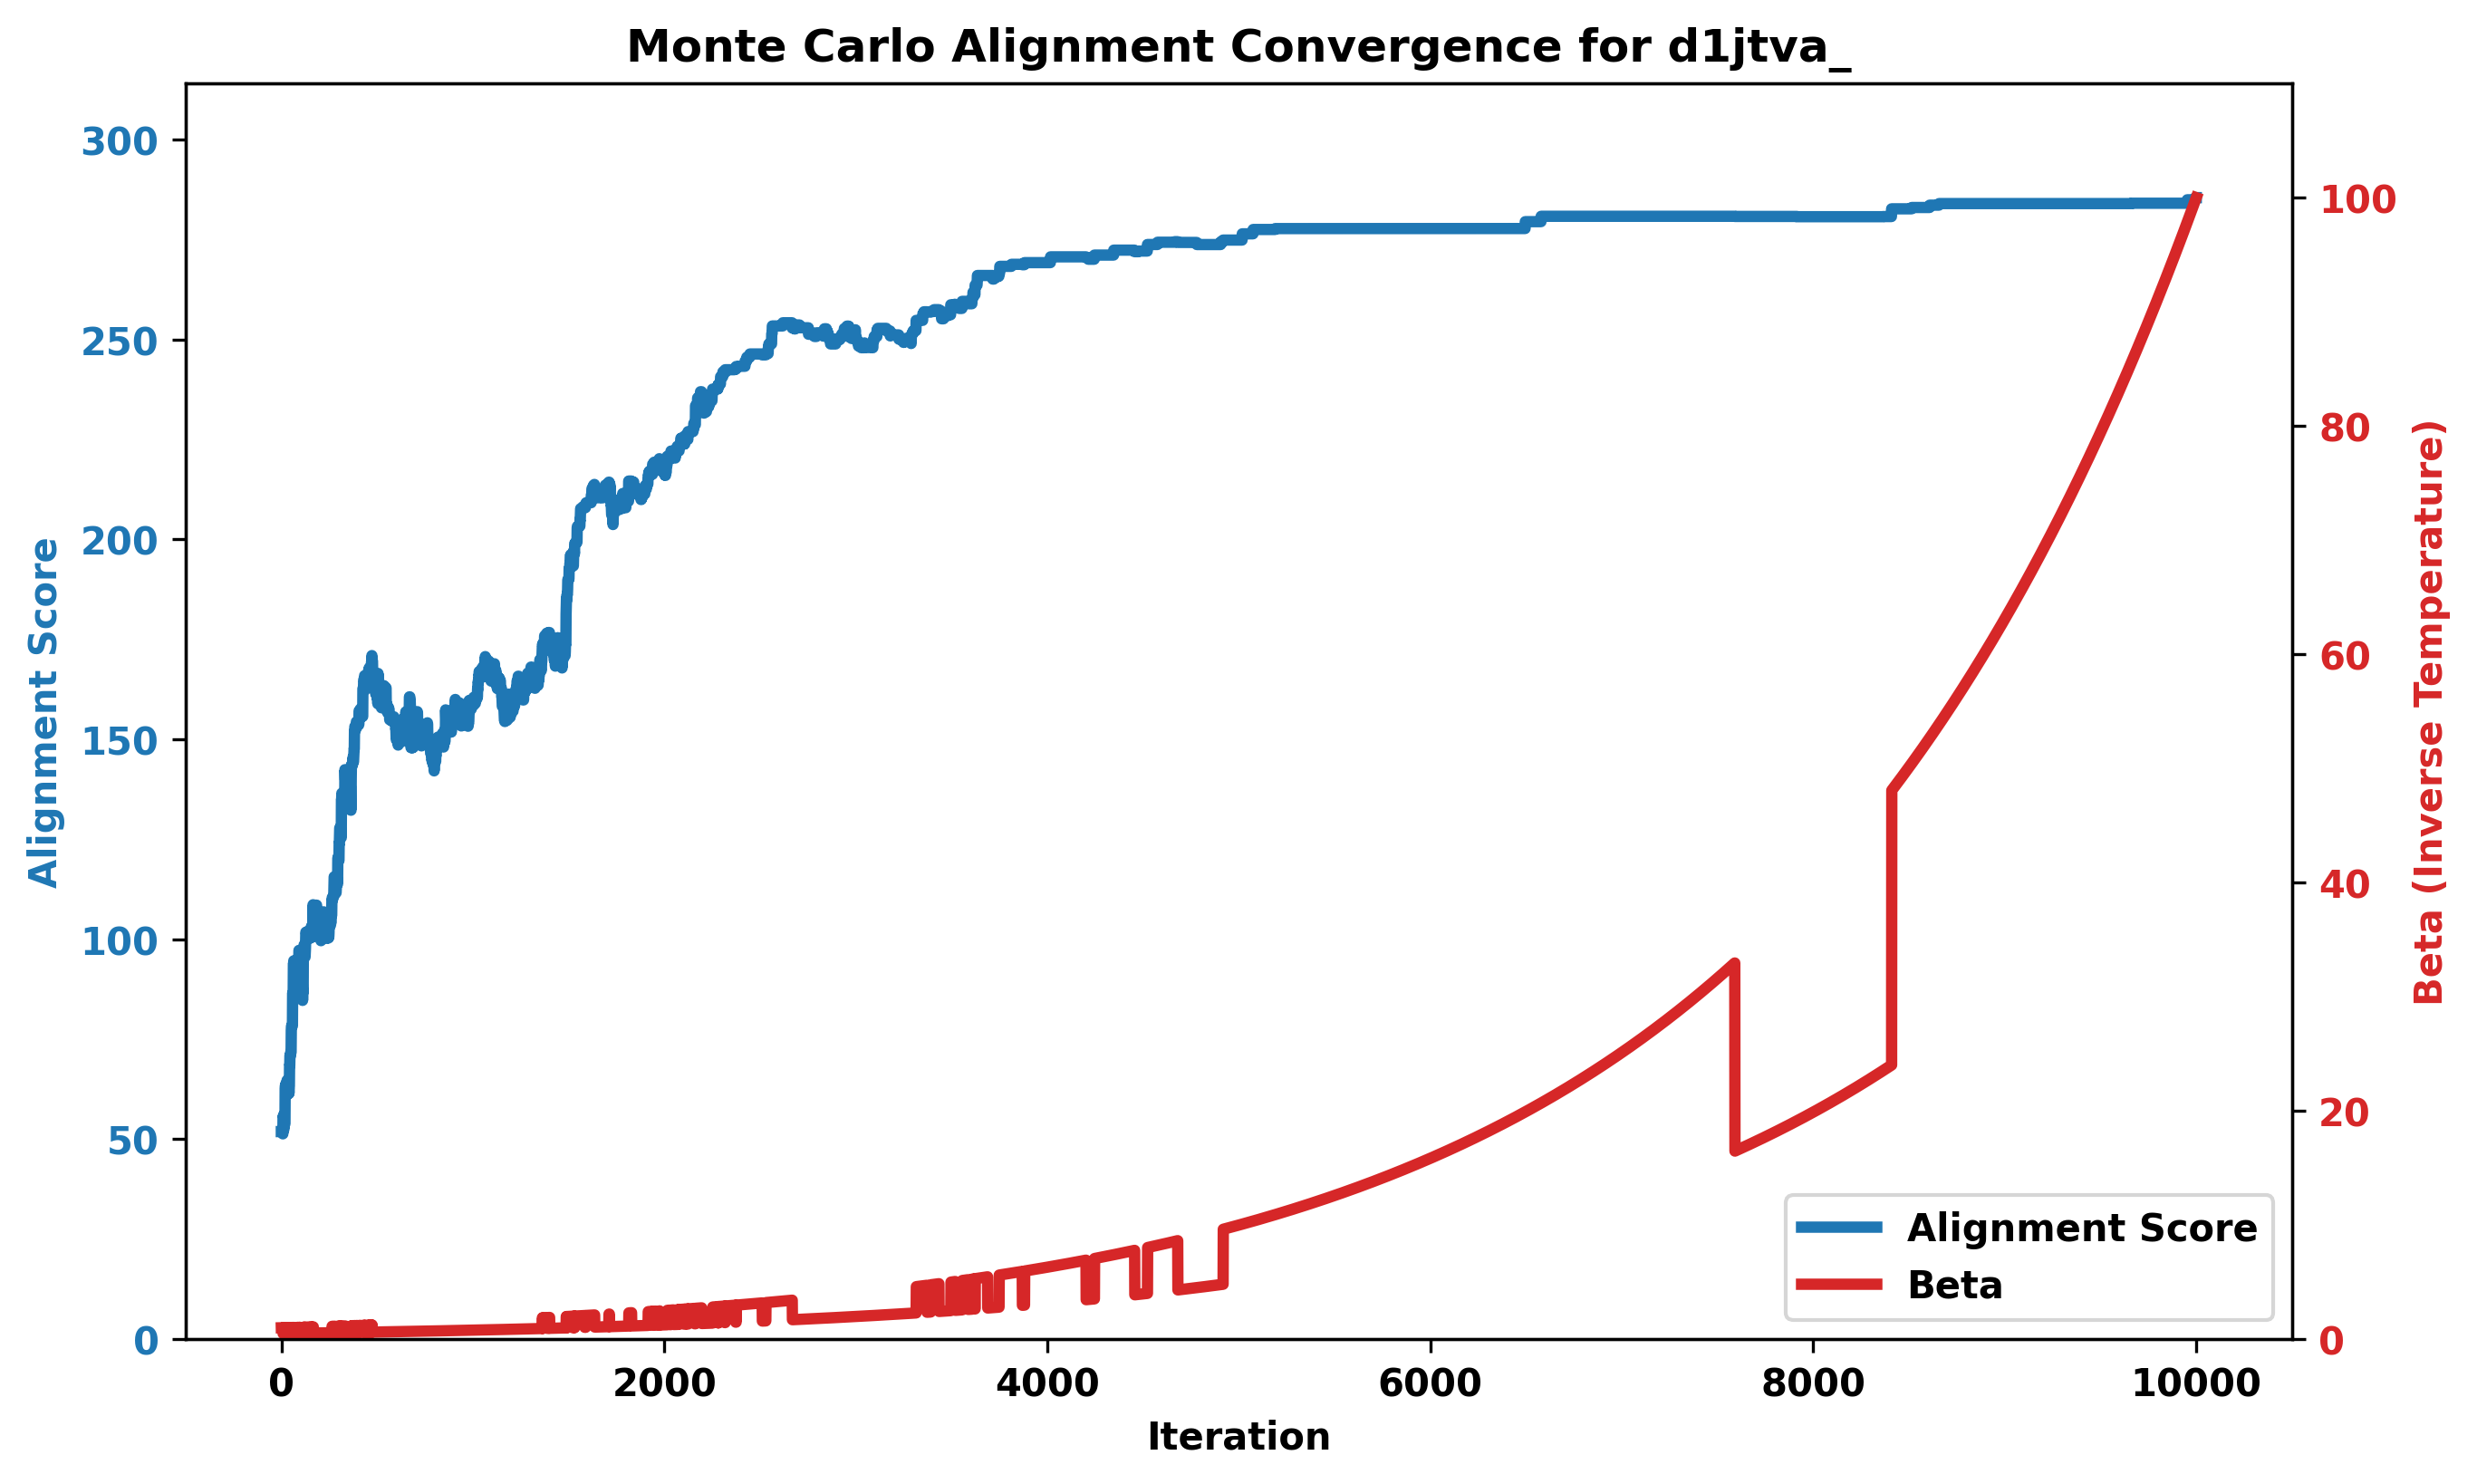 Monte Carlo Alignment Convergence for d1jtva_
300
250
200
150
100
50
0
Alignment Score
100
80
60
40
20
0
Beta (Inverse Temperature)
Alignment Score
Beta
0 2000 4000 6000 8000 10000
Iteration